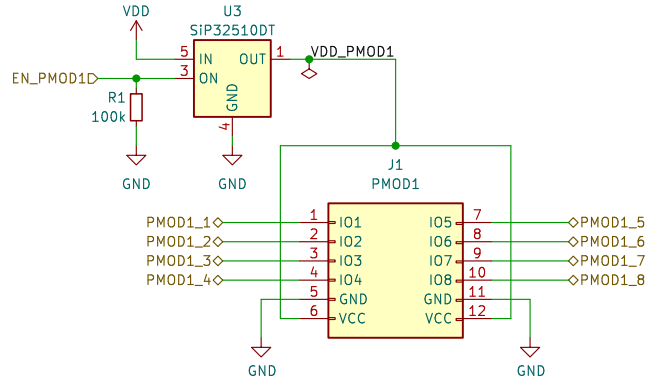 VDD
U3
SiP32510DT
5 IN OUT 1 VDD_PMOD1
EN_PMOD1 3 ON
GND
4
R1
100k
GND GND
J1
PMOD1
PMOD1_1 1 IO1 IO5 7 PMOD1_5
PMOD1_2 2 IO2 IO6 8 PMOD1_6
PMOD1_3 3 IO3 IO7 9 PMOD1_7
PMOD1_4 4 IO4 IO8 10 PMOD1_8
5 GND GND 11
6 VCC VCC 12
GND GND